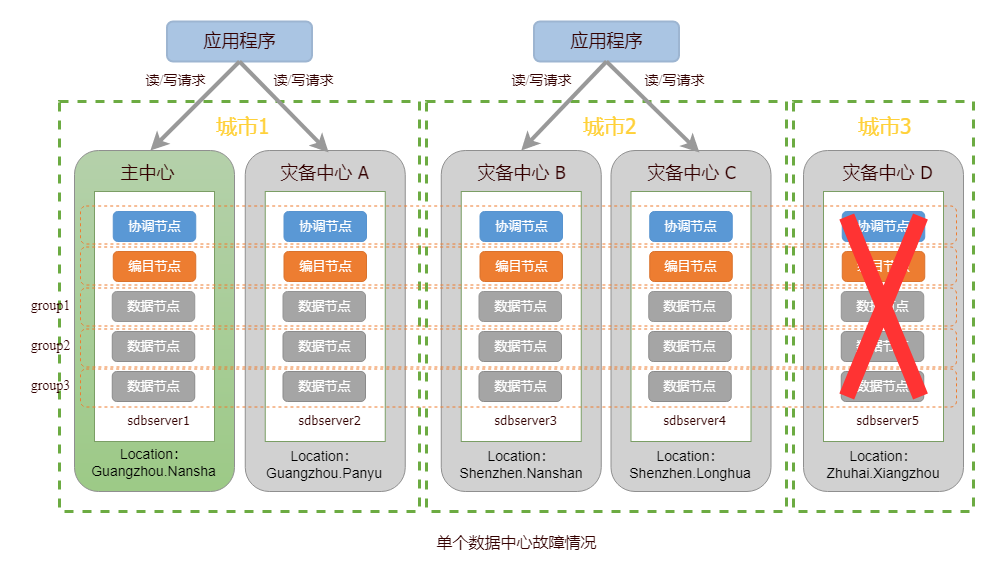 应用程序
应用程序
读/写请求
读/写请求
读/写请求
读/写请求
城市1
城市2
城市3
主中心
灾备中心 A
灾备中心 B
灾备中心 C
灾备中心 D
协调节点
协调节点
协调节点
协调节点
协调节点
编目节点
编目节点
编目节点
编目节点
编目节点
group1
数据节点
数据节点
数据节点
数据节点
数据节点
group2
数据节点
数据节点
数据节点
数据节点
数据节点
group3
数据节点
数据节点
数据节点
数据节点
数据节点
sdbserver1
sdbserver2
sdbserver3
sdbserver4
sdbserver5
Location:
Guangzhou.Nansha
Location:
Guangzhou.Panyu
Location:
Shenzhen.Nanshan
Location:
Shenzhen.Longhua
Location:
Zhuhai.Xiangzhou
单个数据中心故障情况